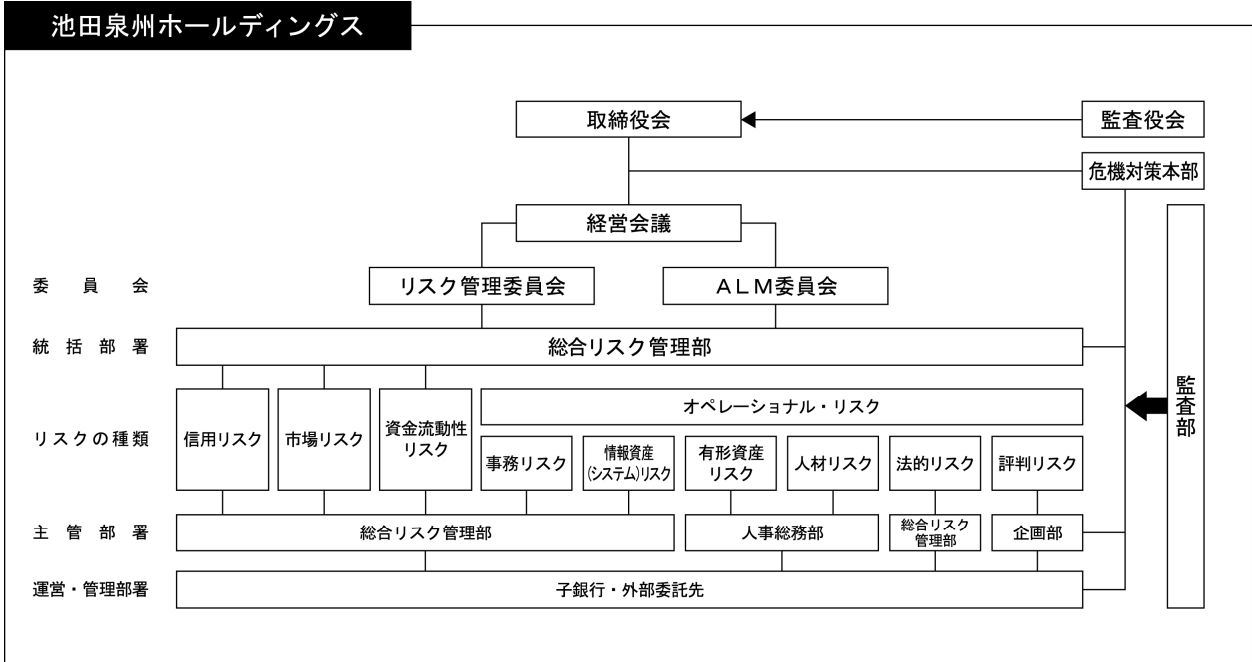 池田泉州ホールディングス
取締役会
監査役会
危機対策本部
経営会議
委員会
リスク管理委員会
ALM委員会
統括部署
総合リスク管理部
監査部
リスクの種類
信用リスク
市場リスク
資金流動性
リスク
オペレーショナル・リスク
事務リスク
情報資産
(システム)リスク
有形資産
リスク
人材リスク
法的リスク
評判リスク
主管部署
総合リスク管理部
人事総務部
総合リスク
管理部
企画部
運営・管理部署
子銀行・外部委託先